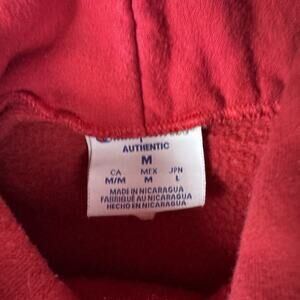 AUTHENTIC
M
CA MEX JPN
M/M M L
MADE IN NICARAGUA
FABRIQUÉ AU NICARAGUA
HECHO EN NICARAGUA